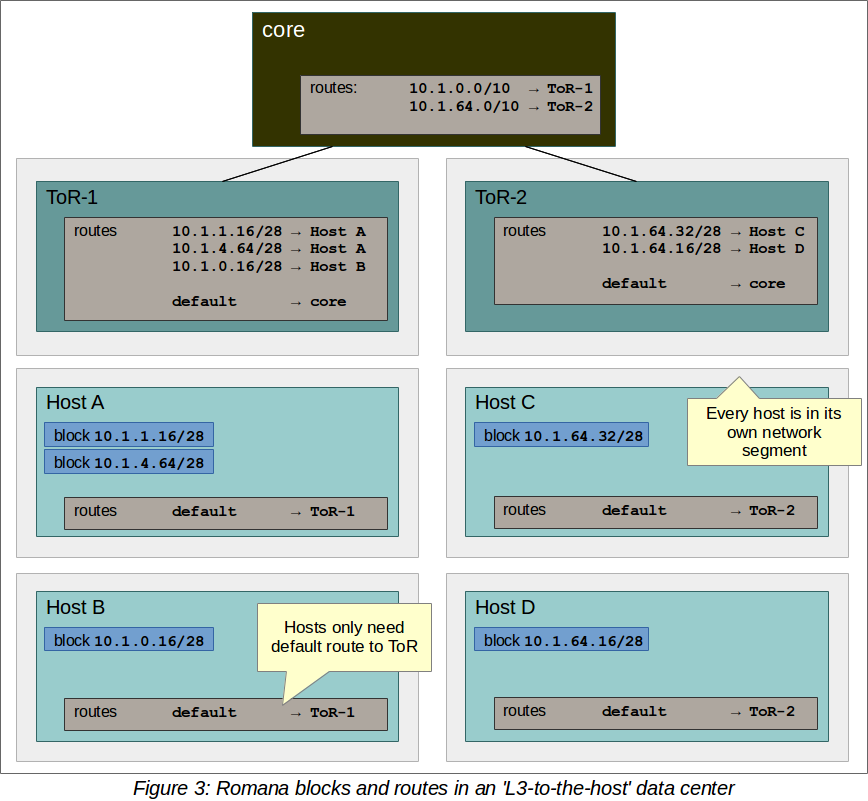 core
routes: 10.1.0.0/10 → ToR-1
10.1.64.0/10 → ToR-2
ToR-1
routes 10.1.1.16/28 → Host A
10.1.4.64/28 → Host A
10.1.0.16/28 → Host B
default → core
ToR-2
routes 10.1.64.32/28 → Host C
10.1.64.16/28 → Host D
default → core
Host A
block 10.1.1.16/28
block 10.1.4.64/28
routes default → ToR-1
Host C
block 10.1.64.32/28
Every host is in its
own network
segment
routes default → ToR-2
Host B
block 10.1.0.16/28
Hosts only need
default route to ToR
routes default → ToR-1
Host D
block 10.1.64.16/28
routes default → ToR-2
Figure 3: Romana blocks and routes in an 'L3-to-the-host' data center